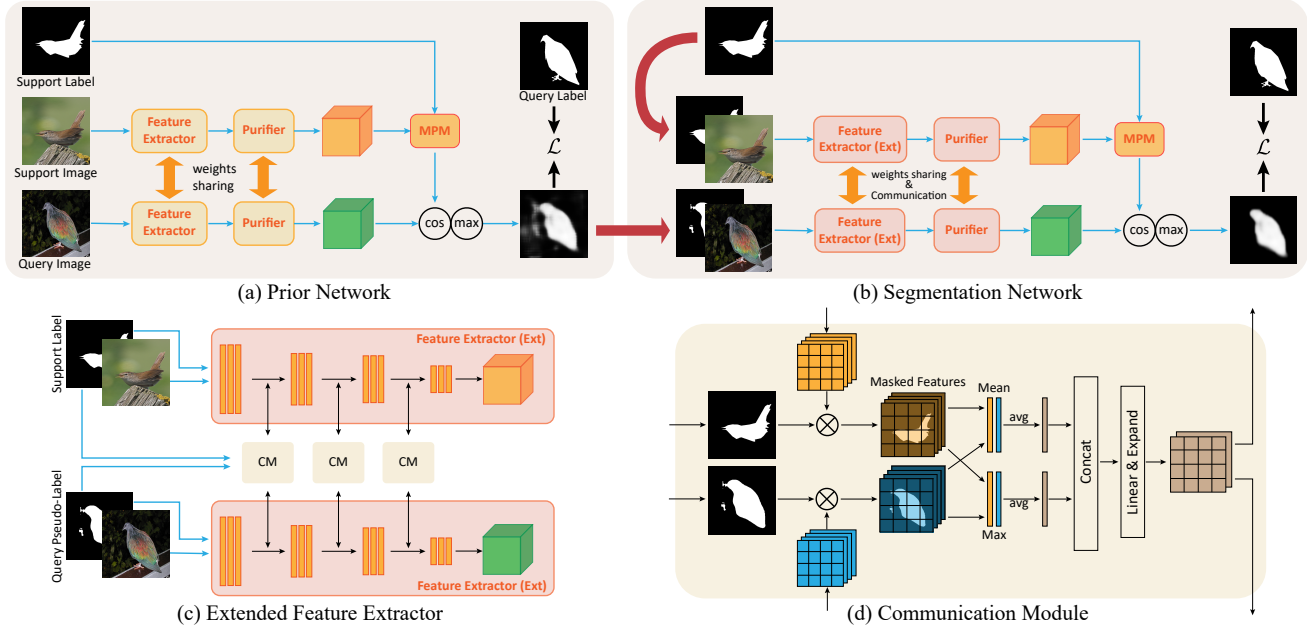 Support Label
Support Image
Query Image
Feature
Extractor
Purifier
MPM
weights
sharing
Feature
Extractor
Purifier
cos
max
Query Label
ℒ
(a) Prior Network
Feature
Extractor (Ext)
Purifier
MPM
weights sharing
&
Communication
Feature
Extractor (Ext)
Purifier
cos
max
ℒ
(b) Segmentation Network
Support Label
Query Pseudo-Label
Feature Extractor (Ext)
CM
CM
CM
Feature Extractor (Ext)
(c) Extended Feature Extractor
Masked Features
Mean
avg
avg
Max
Concat
Linear & Expand
(d) Communication Module